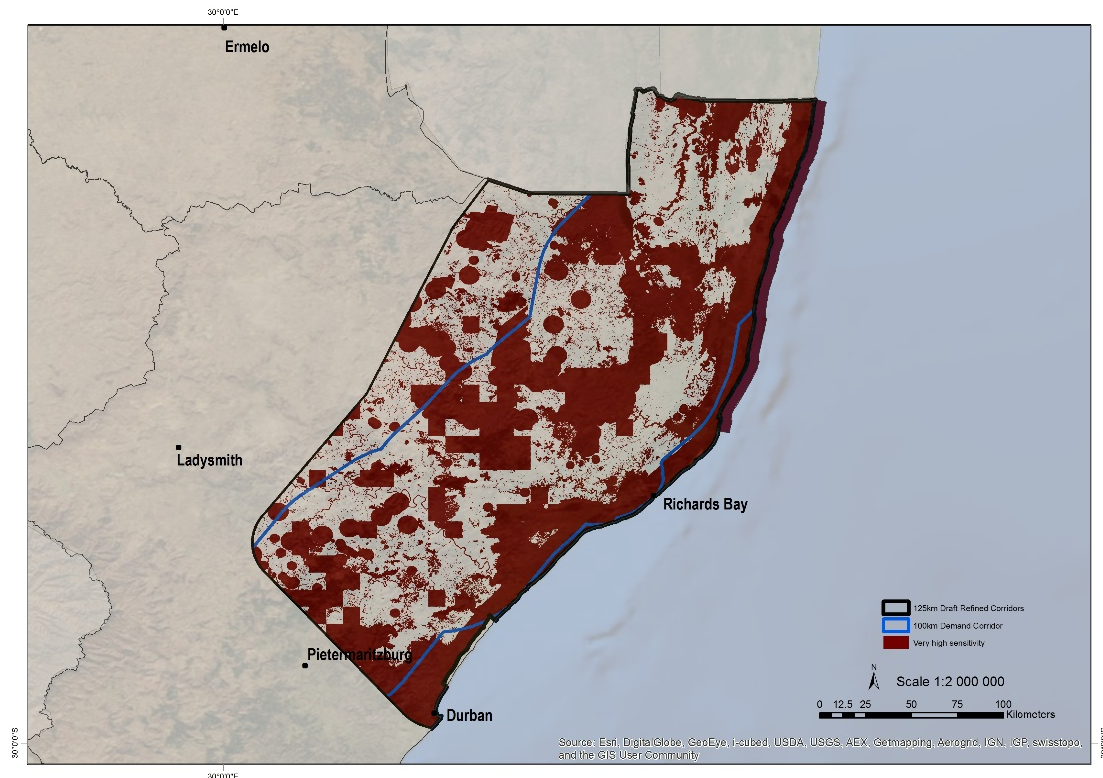 30°0'0"E
Ermelo
Ladysmith
Richards Bay
125km Draft Refined Corridors
100km Demand Corridor
Very high sensitivity
Pietermaritzburg
N
Scale 1:2 000 000
0 12.5 25 50 75 100
Kilometers
Durban
30°0'0"S
Source: Esri, DigitalGlobe, GeoEye, i-cubed, USDA, USGS, AEX, Getmapping, Aerogrid, IGN, IGP, swisstopo,
and the GIS User Community
30°0'0"E